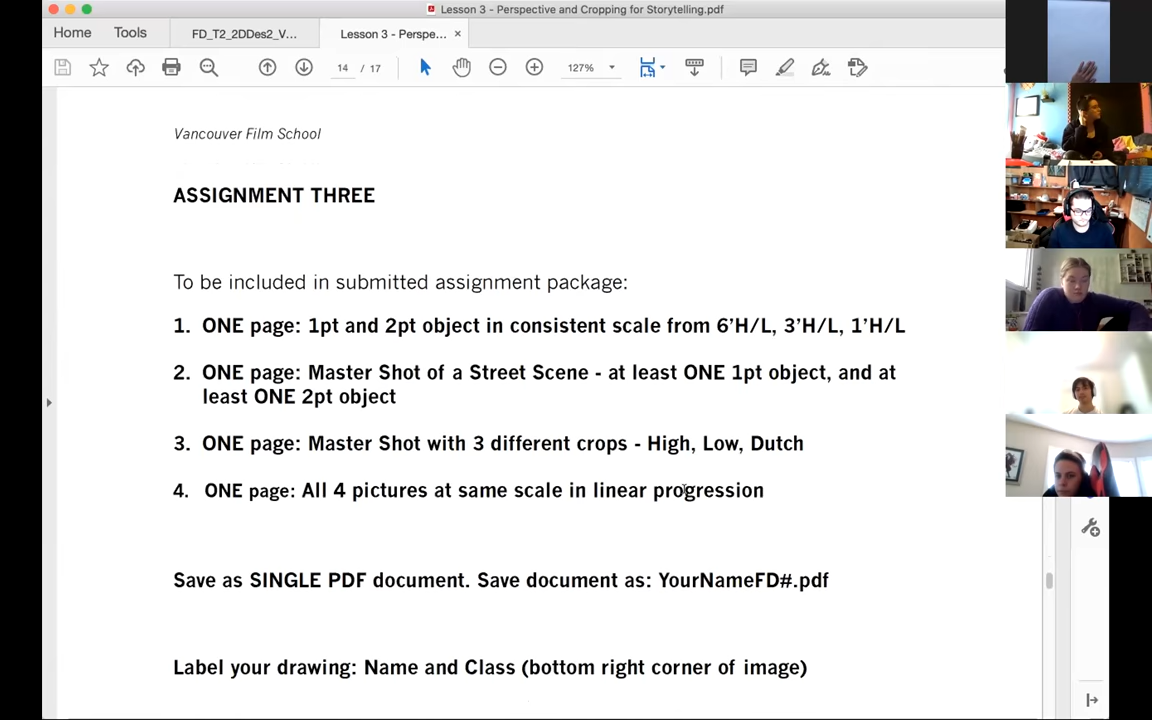 Lesson 3 - Perspective and Cropping for Storytelling.pdf
Home
Tools
FD_T2_2DDes2_V...
Lesson 3 - Perspe...
14 / 17
127%
Vancouver Film School
ASSIGNMENT THREE
To be included in submitted assignment package:
1. ONE page: 1pt and 2pt object in consistent scale from 6'H/L, 3'H/L, 1'H/L
2. ONE page: Master Shot of a Street Scene - at least ONE 1pt object, and at
least ONE 2pt object
3. ONE page: Master Shot with 3 different crops - High, Low, Dutch
4. ONE page: All 4 pictures at same scale in linear progression
Save as SINGLE PDF document. Save document as: YourNameFD#.pdf
Label your drawing: Name and Class (bottom right corner of image)